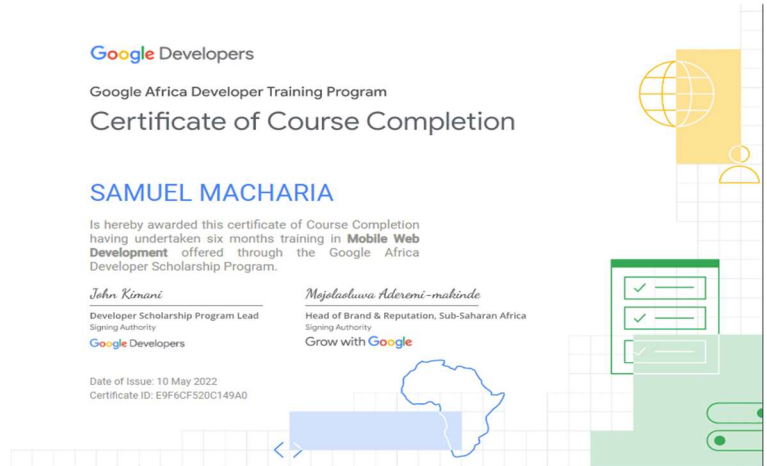 Google Developers
Google Africa Developer Training Program
Certificate of Course Completion
SAMUEL MACHARIA
Is hereby awarded this certificate of Course Completion
having undertaken six months training in Mobile Web
Development offered through the Google Africa
Developer Scholarship Program.
John Kimani
Developer Scholarship Program Lead
Signing Authority
Google Developers
Mojolaoluwa Aderemi-makinde
Head of Brand & Reputation, Sub-Saharan Africa
Signing Authority
Grow with Google
Date of Issue: 10 May 2022
Certificate ID: E9F6CF520C149A0